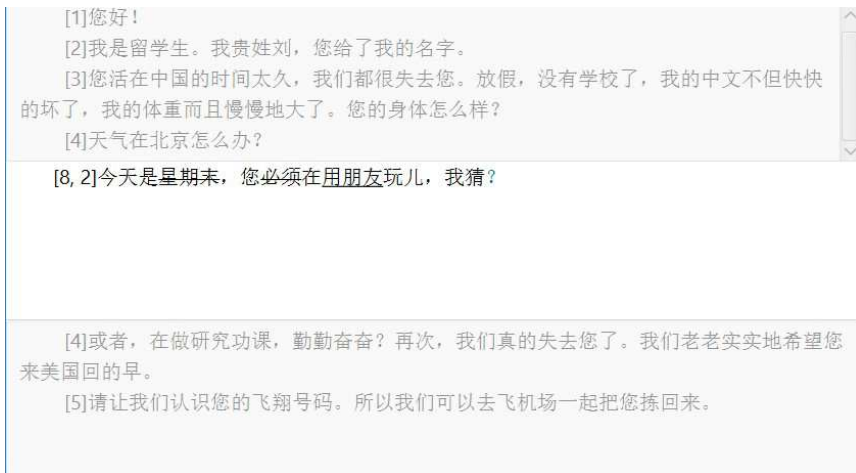 [1]您好！
[2]我是留学生。我贵姓刘，您给了我的名字。
[3]您活在中国的时间太久，我们都很失去您。放假，没有学校了，我的中文不但快快
的坏了，我的体重而且慢慢地大了。您的身体怎么样？
[4]天气在北京怎么办？
[8, 2]今天是星期末，您必须在用朋友玩儿，我猜？
[4]或者，在做研究功课，勤勤奋奋？再次，我们真的失去您了。我们老老实实地希望您
来美国回的早。
[5]请让我们认识您的飞翔号码。所以我们可以去飞机场一起把您拣回来。